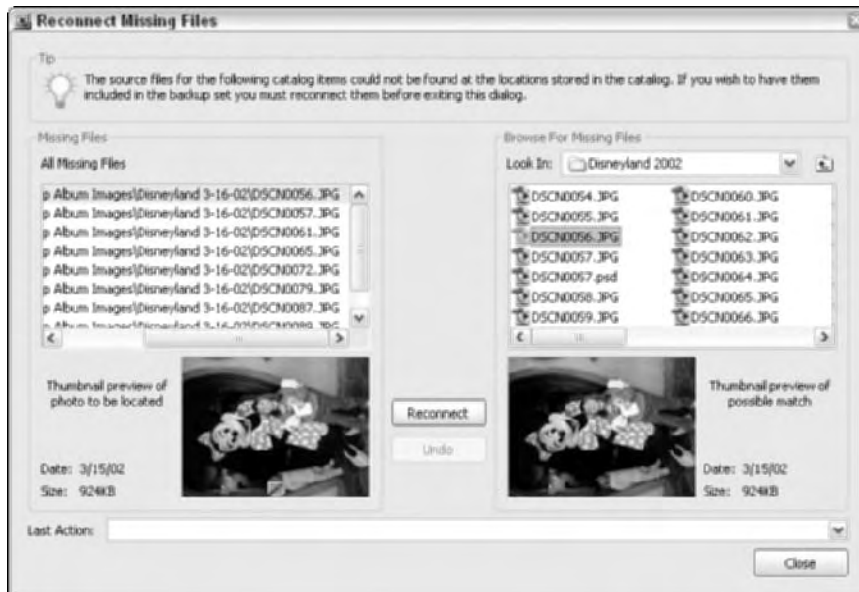 Reconnect Missing Files
Tip
The source files for the following catalog items could not be found at the locations stored in the catalog. If you wish to have them
included in the backup set you must reconnect them before exiting this dialog.
Missing Files
All Missing Files
p Album Images\Disneyland 3-16-02\DSCN0056.JPG
p Album Images\Disneyland 3-16-02\DSCN0057.JPG
p Album Images\Disneyland 3-16-02\DSCN0061.JPG
p Album Images\Disneyland 3-16-02\DSCN0065.JPG
p Album Images\Disneyland 3-16-02\DSCN0072.JPG
p Album Images\Disneyland 3-16-02\DSCN0079.JPG
p Album Images\Disneyland 3-16-02\DSCN0087.JPG
p Album Images\Disneyland 3-16-02\DSCN0089.JPG
Thumbnail preview of
photo to be located
Date: 3/15/02
Size: 924kB
Reconnect
Undo
Browse For Missing Files
Look In: Disneyland 2002
DSCN0054.JPG
DSCN0055.JPG
DSCN0056.JPG
DSCN0057.JPG
DSCN0057.psd
DSCN0058.JPG
DSCN0059.JPG
DSCN0060.JPG
DSCN0061.JPG
DSCN0062.JPG
DSCN0063.JPG
DSCN0064.JPG
DSCN0065.JPG
DSCN0066.JPG
Thumbnail preview of
possible match
Date: 3/15/02
Size: 924kB
Last Action:
Close